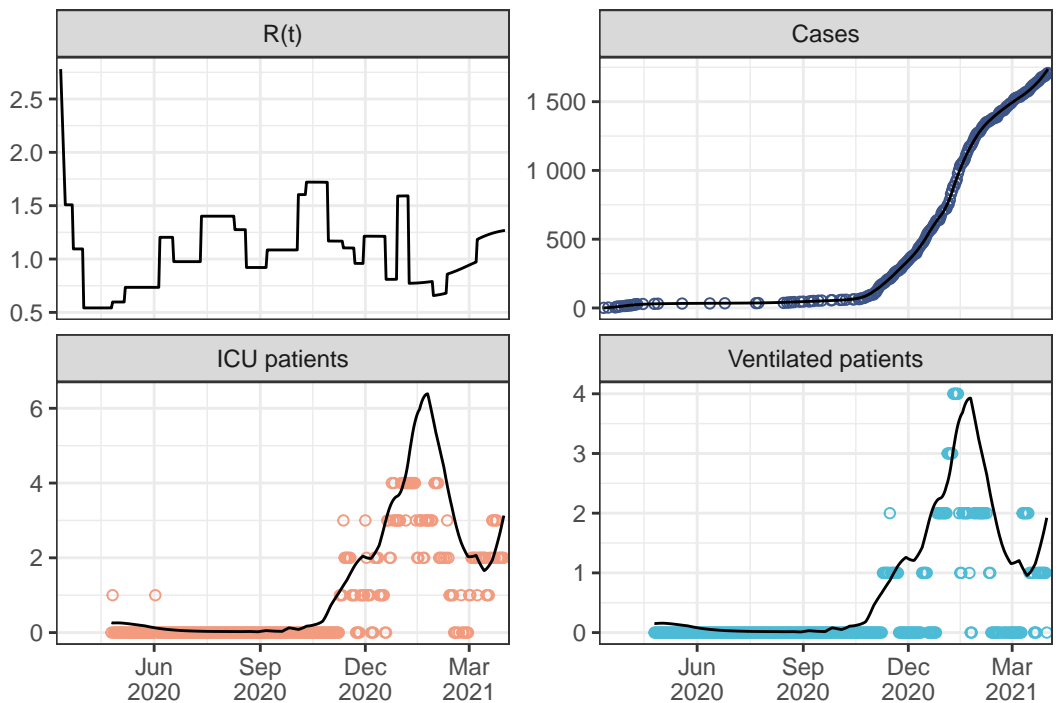 R(t)
Cases
2.5
2.0
1.5
1.0
0.5
1 500
1 000
500
0
ICU patients
Ventilated patients
6
4
2
0
4
3
2
1
0
Jun Sep Dec Mar
2020 2020 2020 2021
Jun Sep Dec Mar
2020 2020 2020 2021